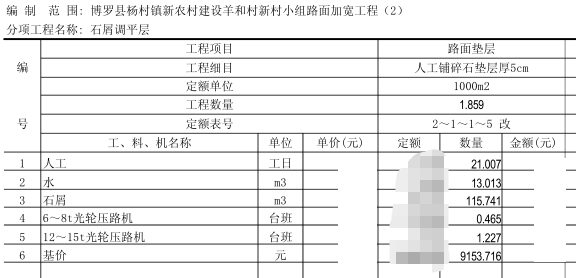 编 制 范 围: 博罗县杨村镇新农村建设羊和村新村小组路面加宽工程（2）
分项工程名称: 石屑调平层
编号
工程项目 路面垫层
工程细目 人工铺碎石垫层厚5cm
定额单位 1000m2
工程数量 1.859
定额表号 2～1～1～5 改
工、料、机名称 单位 单价(元) 定额 数量 金额(元)
1 人工 工日 21.007
2 水 m3 13.013
3 石屑 m3 115.741
4 6～8t光轮压路机 台班 0.465
5 12～15t光轮压路机 台班 1.227
6 基价 元 9153.716